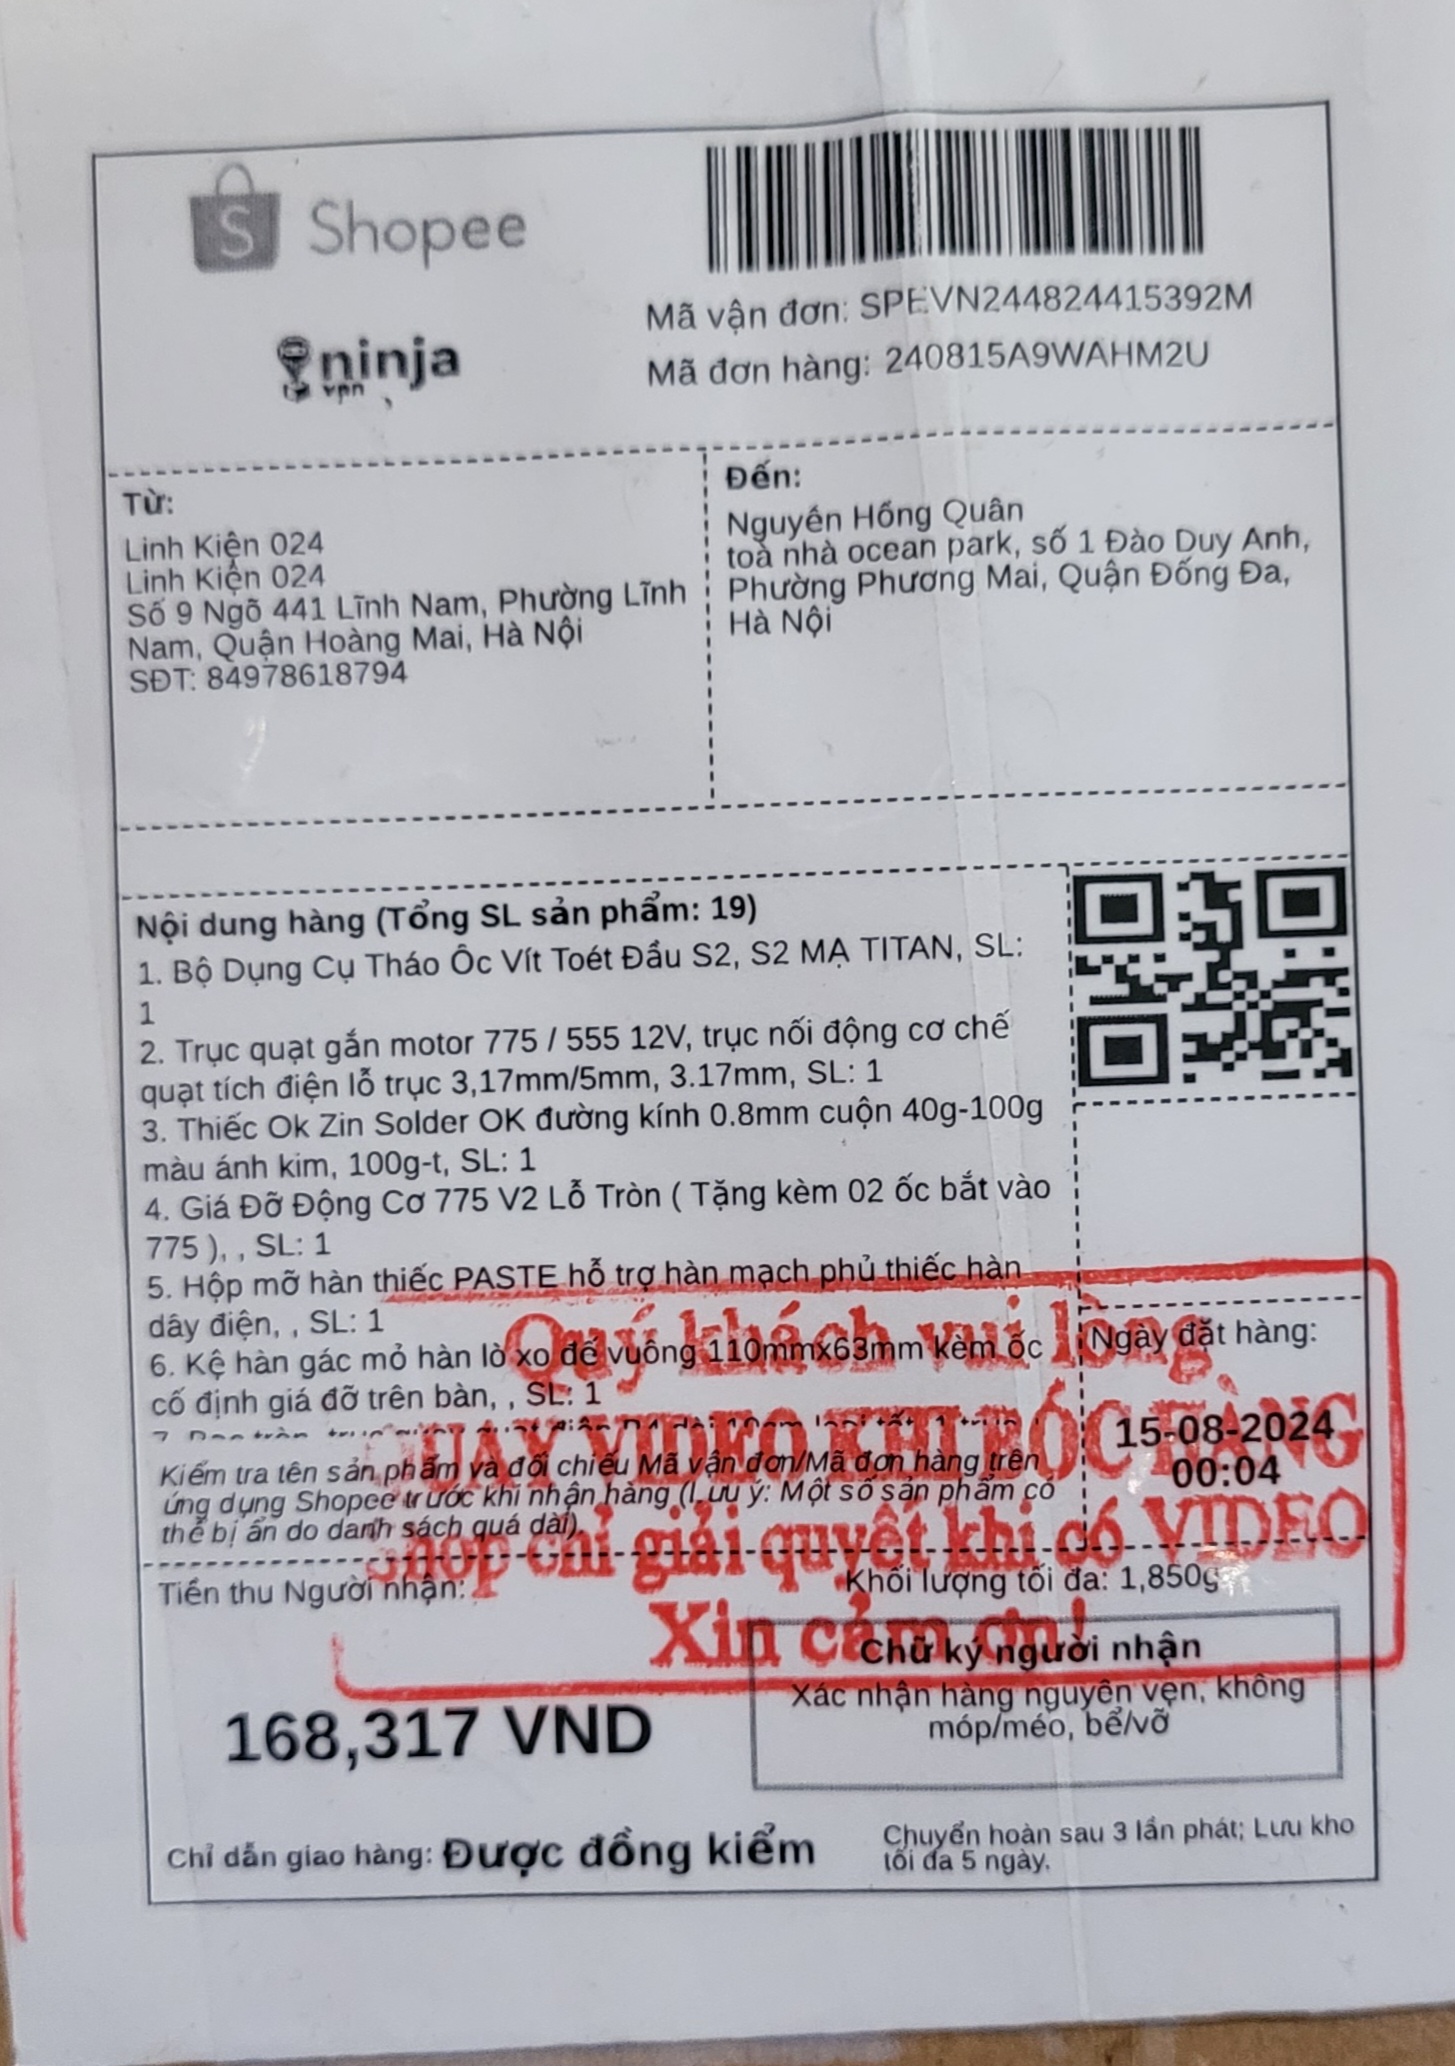 Shopee
ninja
vpn
Mã vận đơn: SPEVN244824415392M
Mã đơn hàng: 240815A9WAHM2U
Từ:
Linh Kiện 024
Linh Kiện 024
Số 9 Ngõ 441 Lĩnh Nam, Phường Lĩnh
Nam, Quận Hoàng Mai, Hà Nội
SĐT: 84978618794
Đến:
Nguyễn Hồng Quân
toà nhà ocean park, số 1 Đào Duy Anh,
Phường Phương Mai, Quận Đống Đa,
Hà Nội
Nội dung hàng (Tổng SL sản phẩm: 19)
1. Bộ Dụng Cụ Tháo Ốc Vít Toét Đầu S2, S2 MẠ TITAN, SL:
1
2. Trục quạt gắn motor 775 / 555 12V, trục nối động cơ chế
quạt tích điện lỗ trục 3,17mm/5mm, 3.17mm, SL: 1
3. Thiếc Ok Zin Solder OK đường kính 0.8mm cuộn 40g-100g
màu ánh kim, 100g-t, SL: 1
4. Giá Đỡ Động Cơ 775 V2 Lỗ Tròn ( Tặng kèm 02 ốc bắt vào
775 ), , SL: 1
5. Hộp mỡ hàn thiếc PASTE hỗ trợ hàn mạch phủ thiếc hàn
dây điện, , SL: 1
6. Kệ hàn gác mỏ hàn lò xo đế vuông 110mmx63mm kèm ốc
cố định giá đỡ trên bàn, , SL: 1
Kiểm tra tên sản phẩm và đối chiếu Mã vận đơn/Mã đơn hàng trên
ứng dụng Shopee trước khi nhận hàng (Lưu ý: Một số sản phẩm có
thể bị ẩn do danh sách quá dài).
Ngày đặt hàng:
15-08-2024
00:04
Quý khách vui lòng
QUAY VIDEO KHI BÓC HÀNG
Shop chỉ giải quyết khi có VIDEO
Xin cảm ơn!
Tiền thu Người nhận:
168,317 VND
Khối lượng tối đa: 1,850g
Chữ ký người nhận
Xác nhận hàng nguyên vẹn, không
móp/méo, bể/vỡ
Chỉ dẫn giao hàng: Được đồng kiểm
Chuyển hoàn sau 3 lần phát; Lưu kho
tối đa 5 ngày.